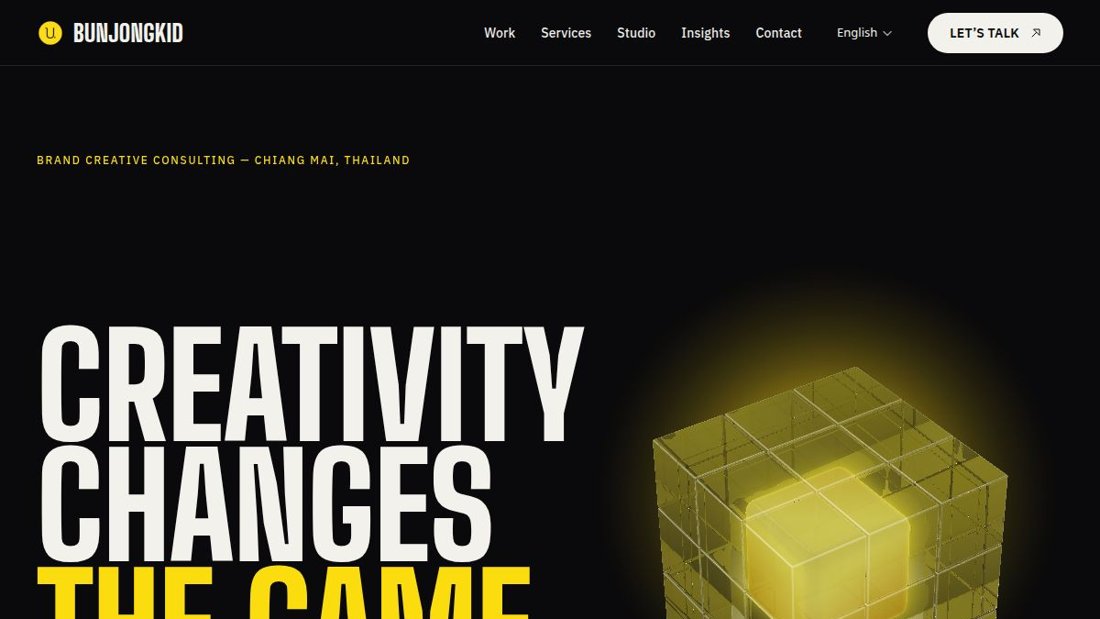 BUNJONGKID
Work Services Studio Insights Contact English LET'S TALK
BRAND CREATIVE CONSULTING — CHIANG MAI, THAILAND
CREATIVITY
CHANGES
THE GAME